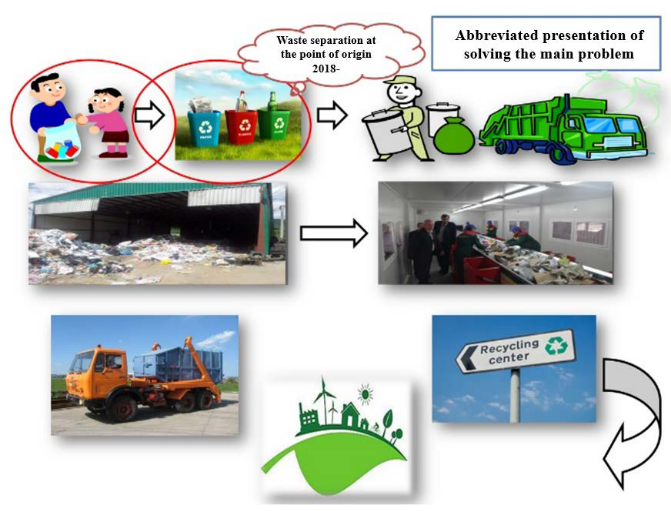 Waste separation at
the point of origin
2018-
Abbreviated presentation of
solving the main problem
Recycling
center